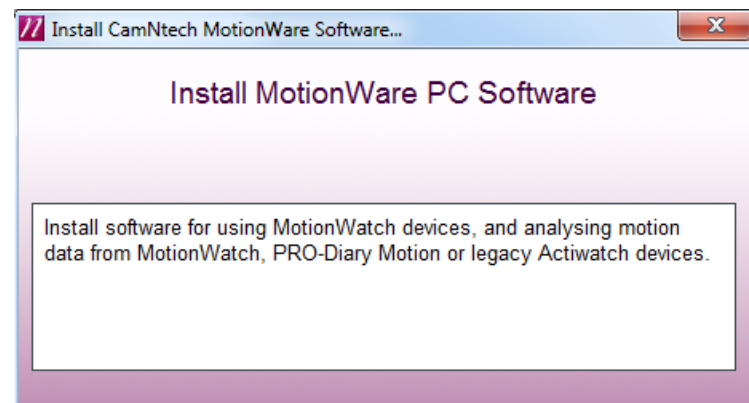 Install CamNtech MotionWare Software...
Install MotionWare PC Software
Install software for using MotionWatch devices, and analysing motion
data from MotionWatch, PRO-Diary Motion or legacy Actiwatch devices.